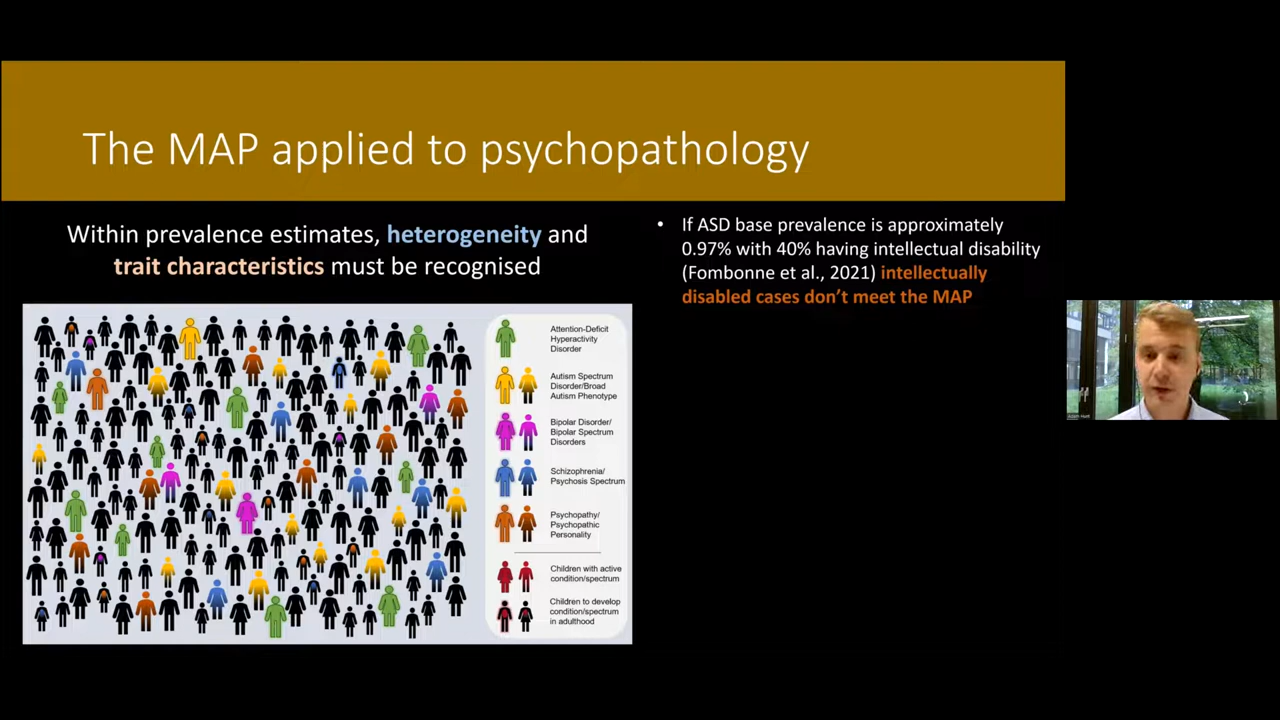 The MAP applied to psychopathology
Within prevalence estimates, heterogeneity and
trait characteristics must be recognised
Attention-Deficit
Hyperactivity
Disorder
Autism Spectrum
Disorder/Broad
Autism Phenotype
Bipolar Disorder/
Bipolar Spectrum
Disorders
Schizophrenia/
Psychosis Spectrum
Psychopathy/
Psychopathic
Personality
Children with active
condition/spectrum
Children to develop
condition/spectrum
in adulthood
• If ASD base prevalence is approximately
0.97% with 40% having intellectual disability
(Fombonne et al., 2021) intellectually
disabled cases don't meet the MAP
Adam Hunt